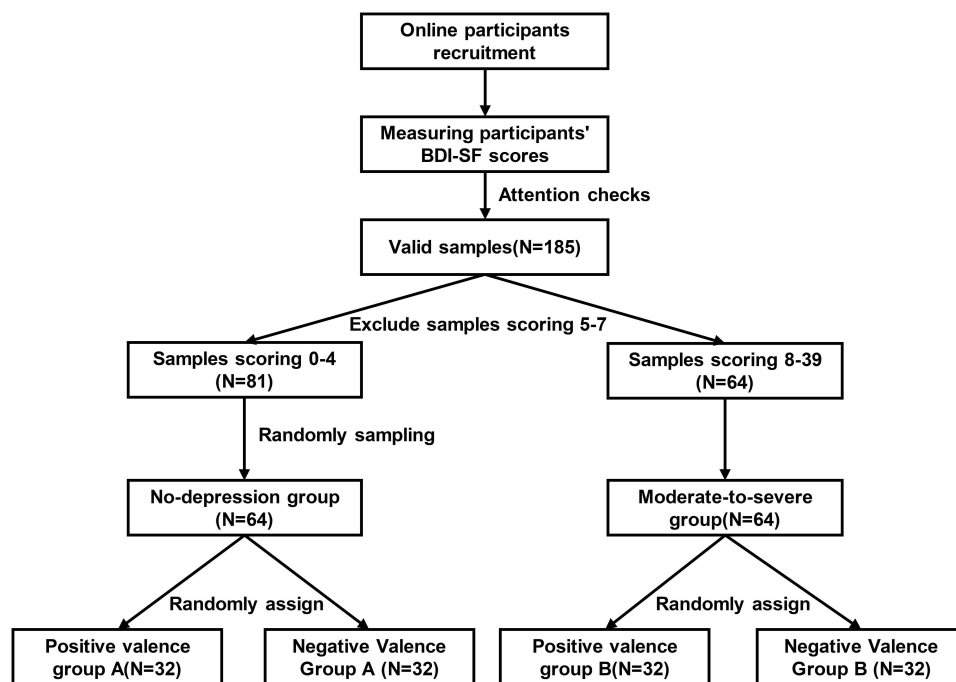 Online participants
recruitment
Measuring participants'
BDI-SF scores
Attention checks
Valid samples(N=185)
Exclude samples scoring 5-7
Samples scoring 0-4
(N=81)
Samples scoring 8-39
(N=64)
Randomly sampling
No-depression group
(N=64)
Moderate-to-severe
group(N=64)
Randomly assign
Randomly assign
Positive valence
group A(N=32)
Negative Valence
Group A (N=32)
Positive valence
group B(N=32)
Negative Valence
Group B (N=32)